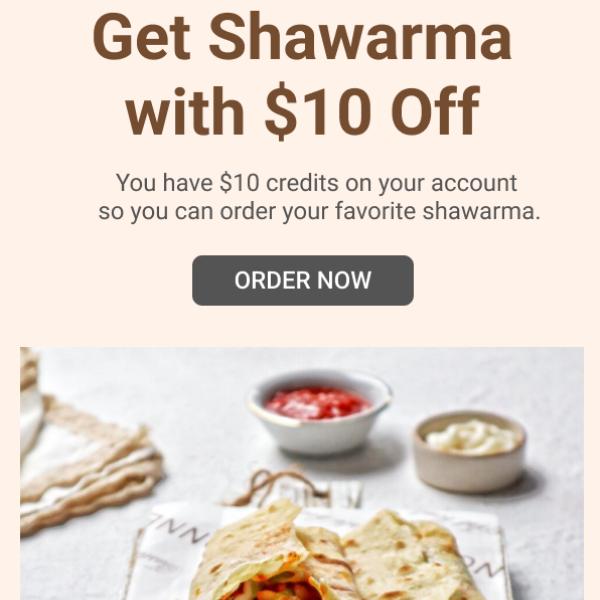 Get Shawarma
with $10 Off
You have $10 credits on your account
so you can order your favorite shawarma.
ORDER NOW